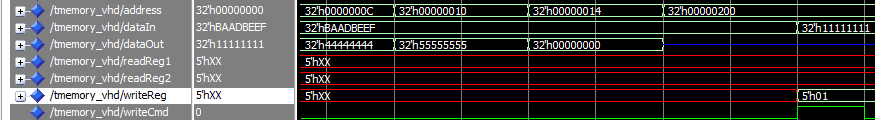 /tmemory_vhd/address 32'h00000000 32'h0000000C 32'h00000010 32'h00000014 32'h00000200
/tmemory_vhd/dataIn 32'hBAADBEEF 32'hBAADBEEF 32'h11111111
/tmemory_vhd/dataOut 32'h11111111 32'h44444444 32'h55555555 32'h00000000
/tmemory_vhd/readReg1 5'hXX 5'hXX
/tmemory_vhd/readReg2 5'hXX 5'hXX
/tmemory_vhd/writeReg 5'hXX 5'hXX 5'h01
/tmemory_vhd/writeCmd 0